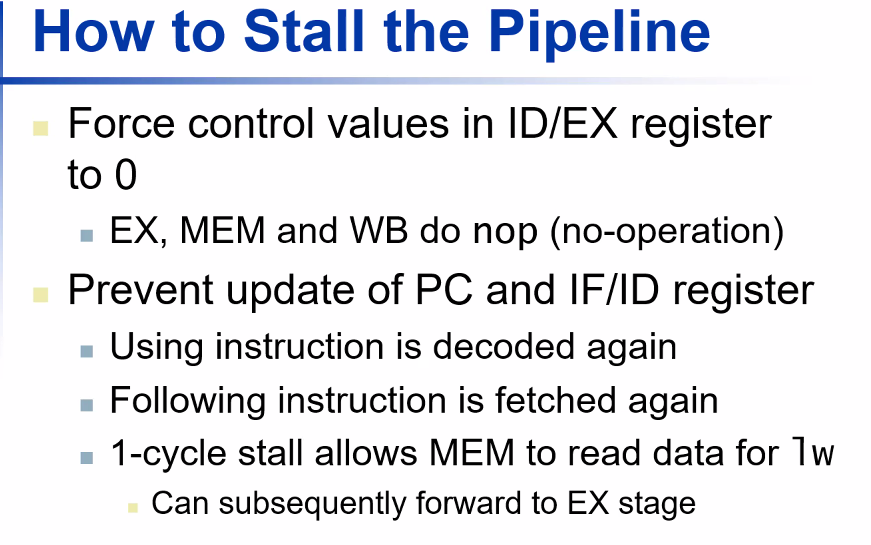 How to Stall the Pipeline
Force control values in ID/EX register
to 0
EX, MEM and WB do nop (no-operation)
Prevent update of PC and IF/ID register
Using instruction is decoded again
Following instruction is fetched again
1-cycle stall allows MEM to read data for lw
Can subsequently forward to EX stage